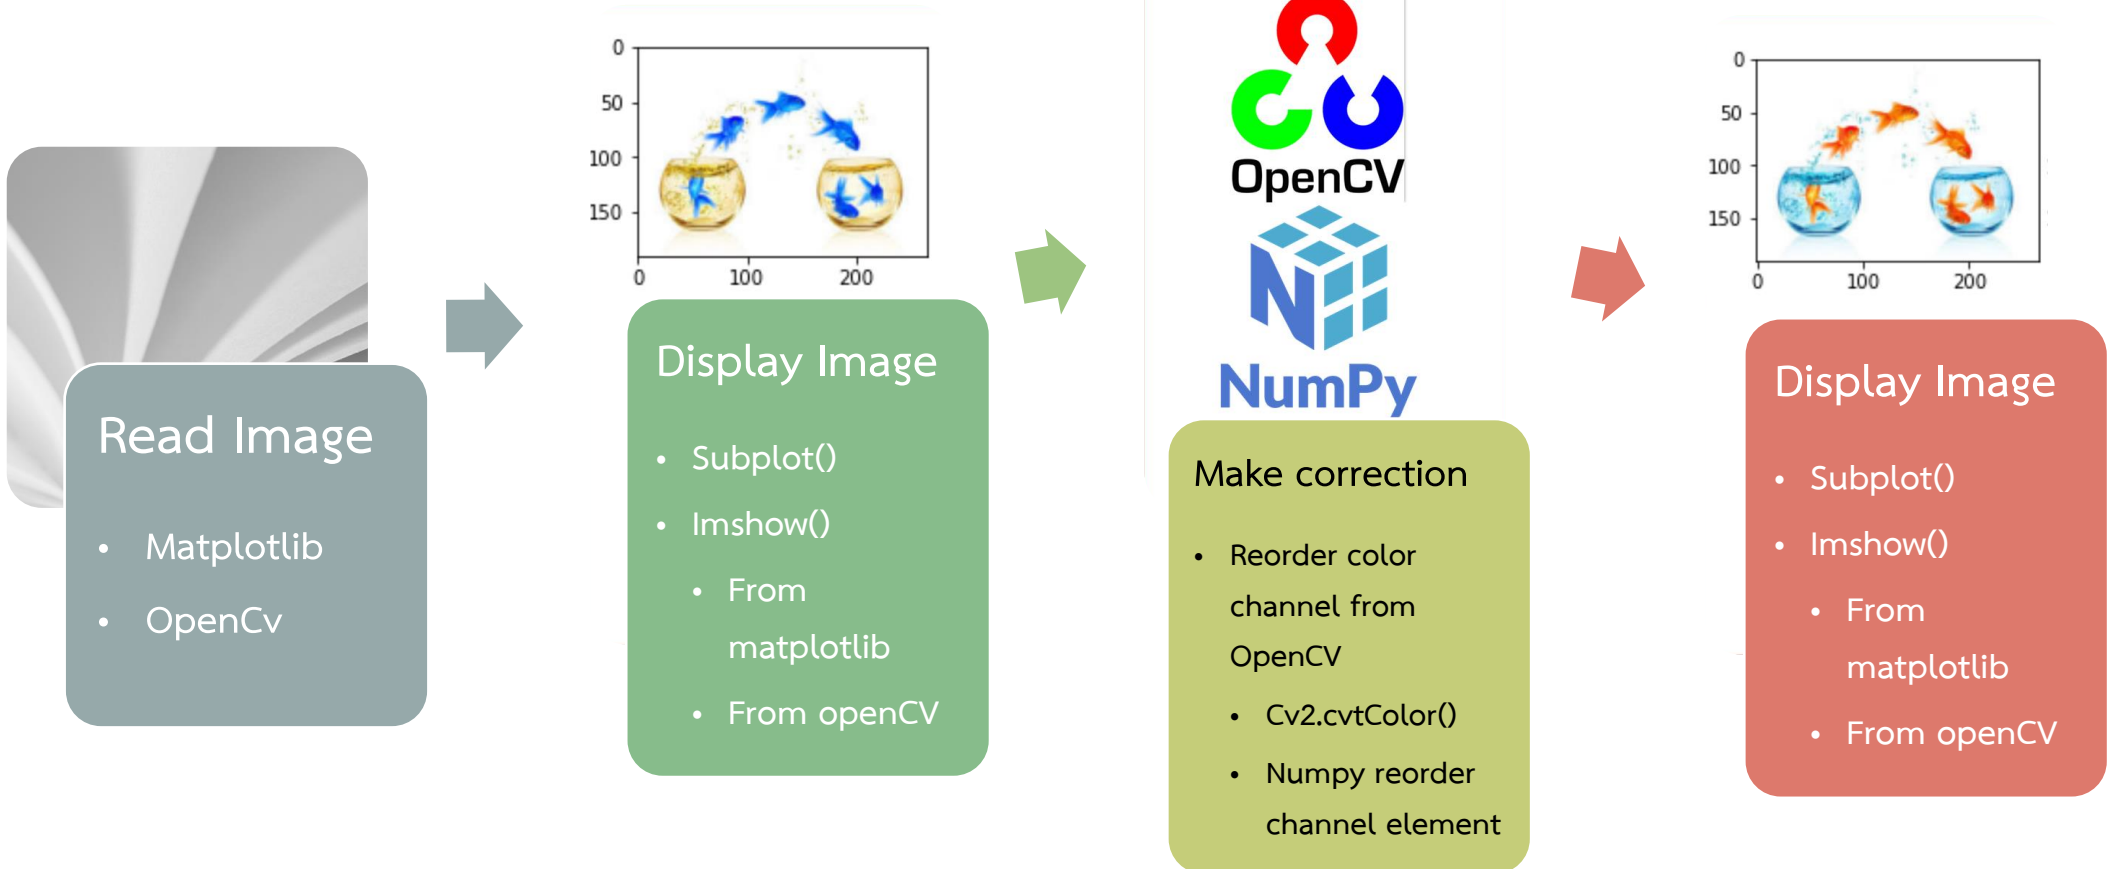 Read Image
• Matplotlib
• OpenCv
0
50
100
150
0 100 200
Display Image
• Subplot()
• Imshow()
• From
matplotlib
• From openCV
OpenCV
NumPy
Make correction
• Reorder color
channel from
OpenCV
• Cv2.cvtColor()
• Numpy reorder
channel element
0
50
100
150
0 100 200
Display Image
• Subplot()
• Imshow()
• From
matplotlib
• From openCV